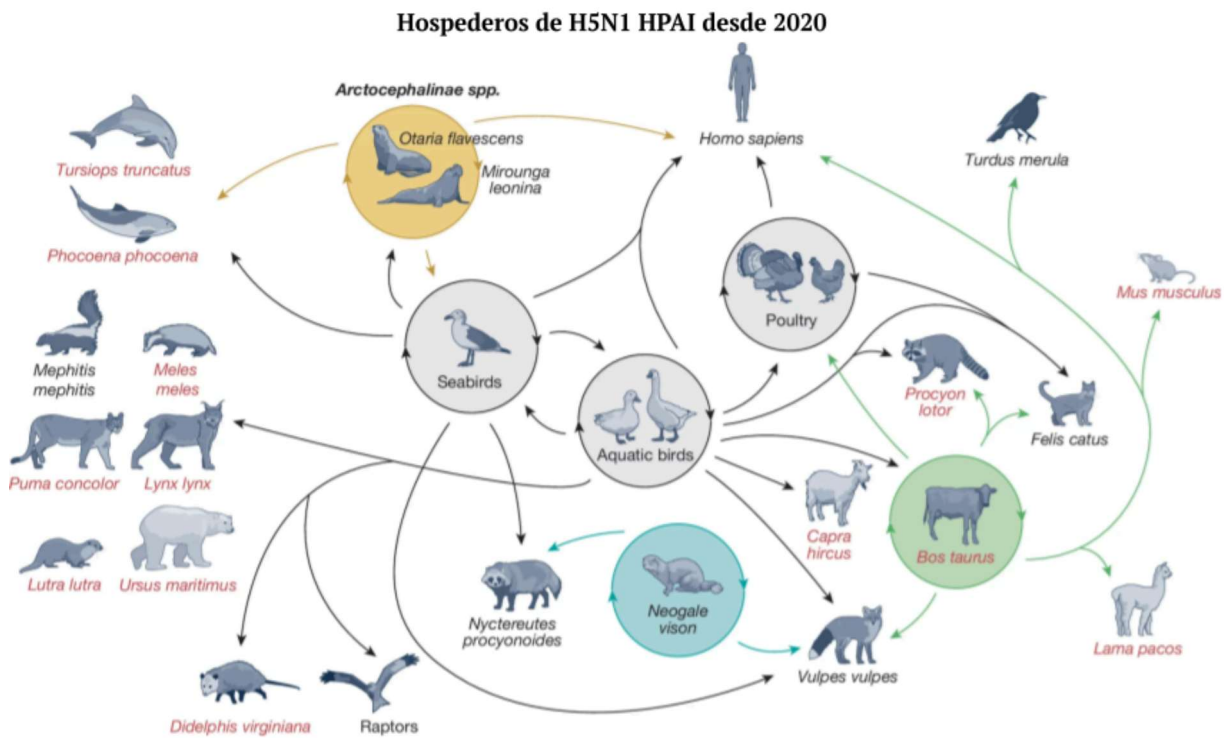 Hospederos de H5N1 HPAI desde 2020
Arctocephalinae spp.
Otaria flavescens
Mirounga
leonina
Homo sapiens
Turdus merula
Tursiops truncatus
Phocoena phocoena
Mus musculus
Poultry
Mephitis
mephitis
Meles
meles
Seabirds
Procyon
lotor
Felis catus
Aquatic birds
Puma concolor
Lynx lynx
Capra
hircus
Bos taurus
Lutra lutra
Ursus maritimus
Nyctereutes
procyonoides
Neogale
vison
Lama pacos
Vulpes vulpes
Didelphis virginiana
Raptors